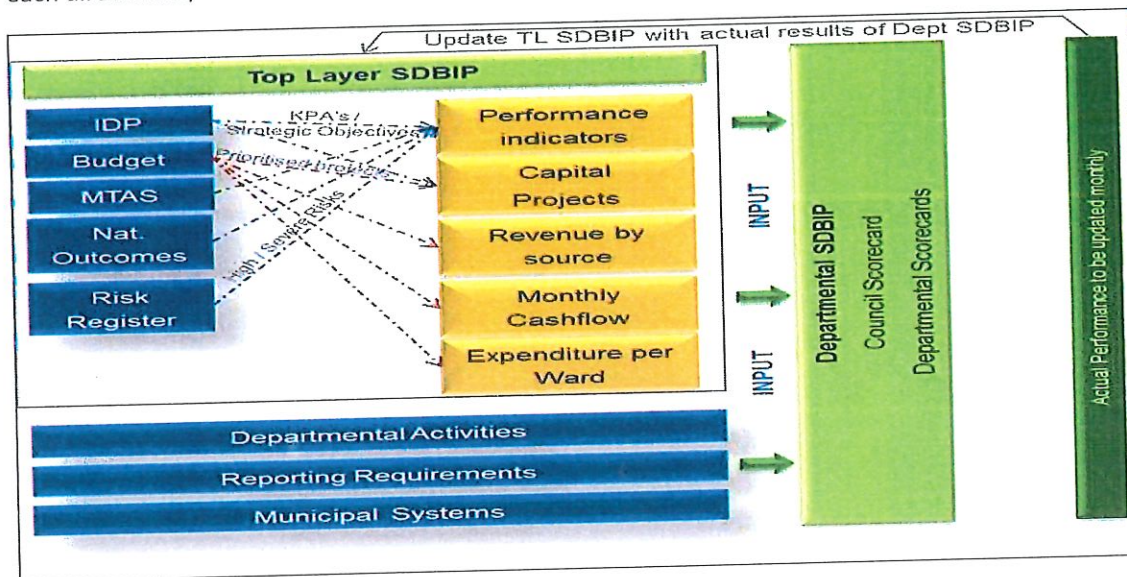 Update TL SDBIP with actual results of Dept SDBIP
Top Layer SDBIP
IDP
Budget
MTAS
Nat.
Outcomes
Risk
Register
KPA's /
Strategic Objectives
Prioritised projects
High / Severe Risks
Performance
indicators
Capital
Projects
Revenue by
source
Monthly
Cashflow
Expenditure per
Ward
INPUT
INPUT
Departmental SDBIP
Council Scorecard
Departmental Scorecards
Actual Performance to be updated monthly
Departmental Activities
Reporting Requirements
Municipal Systems